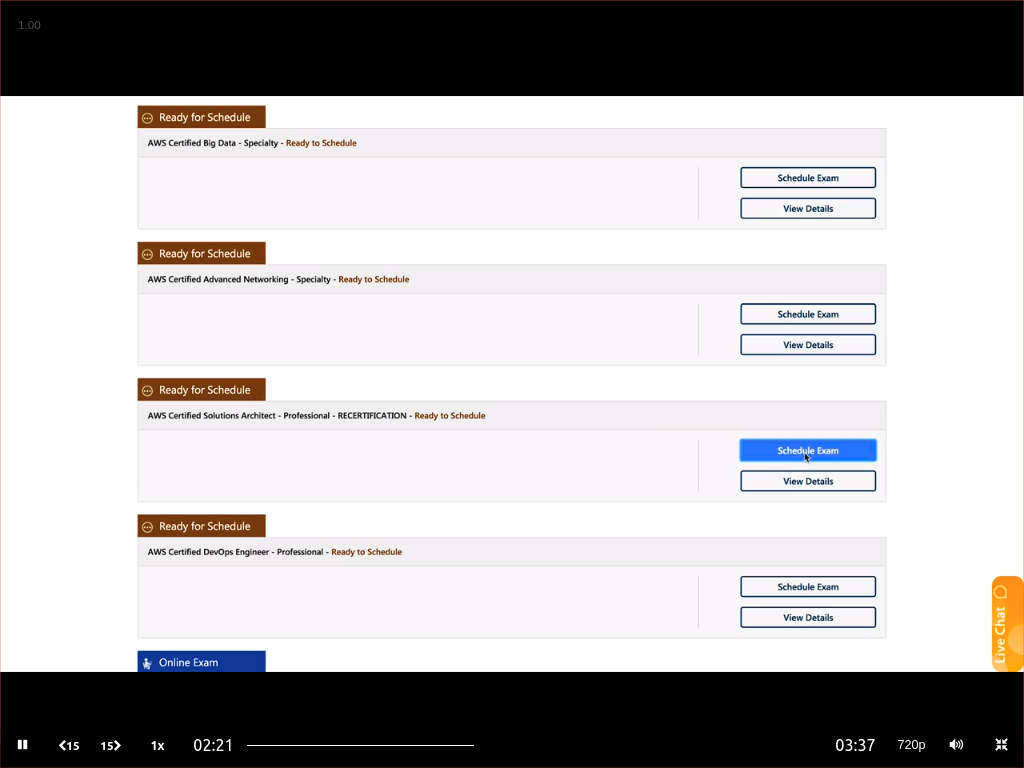 1.00
Ready for Schedule
AWS Certified Big Data - Specialty - Ready to Schedule
Schedule Exam
View Details
Ready for Schedule
AWS Certified Advanced Networking - Specialty - Ready to Schedule
Schedule Exam
View Details
Ready for Schedule
AWS Certified Solutions Architect - Professional - RECERTIFICATION - Ready to Schedule
Schedule Exam
View Details
Ready for Schedule
AWS Certified DevOps Engineer - Professional - Ready to Schedule
Schedule Exam
View Details
Live Chat
Online Exam
15 15 1x 02:21 03:37 720p